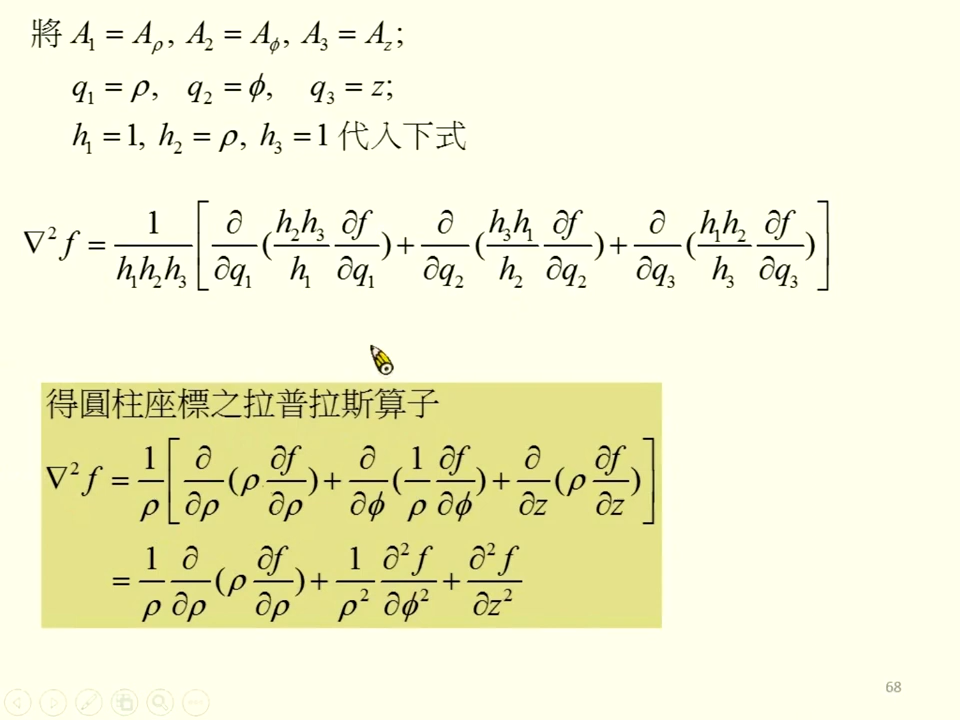 將 A₁ = A_ρ, A₂ = A_ϕ, A₃ = A_z;
q₁ = ρ, q₂ = ϕ, q₃ = z;
h₁ = 1, h₂ = ρ, h₃ = 1 代入下式
∇² f = 1/(h₁h₂h₃) [ ∂/∂q₁ (h₂h₃/h₁ ∂f/∂q₁) + ∂/∂q₂ (h₃h₁/h₂ ∂f/∂q₂) + ∂/∂q₃ (h₁h₂/h₃ ∂f/∂q₃) ]
得圓柱座標之拉普拉斯算子
∇² f = 1/ρ [ ∂/∂ρ (ρ ∂f/∂ρ) + ∂/∂ϕ (1/ρ ∂f/∂ϕ) + ∂/∂z (ρ ∂f/∂z) ]
= 1/ρ ∂/∂ρ (ρ ∂f/∂ρ) + 1/ρ² ∂²f/∂ϕ² + ∂²f/∂z²
68